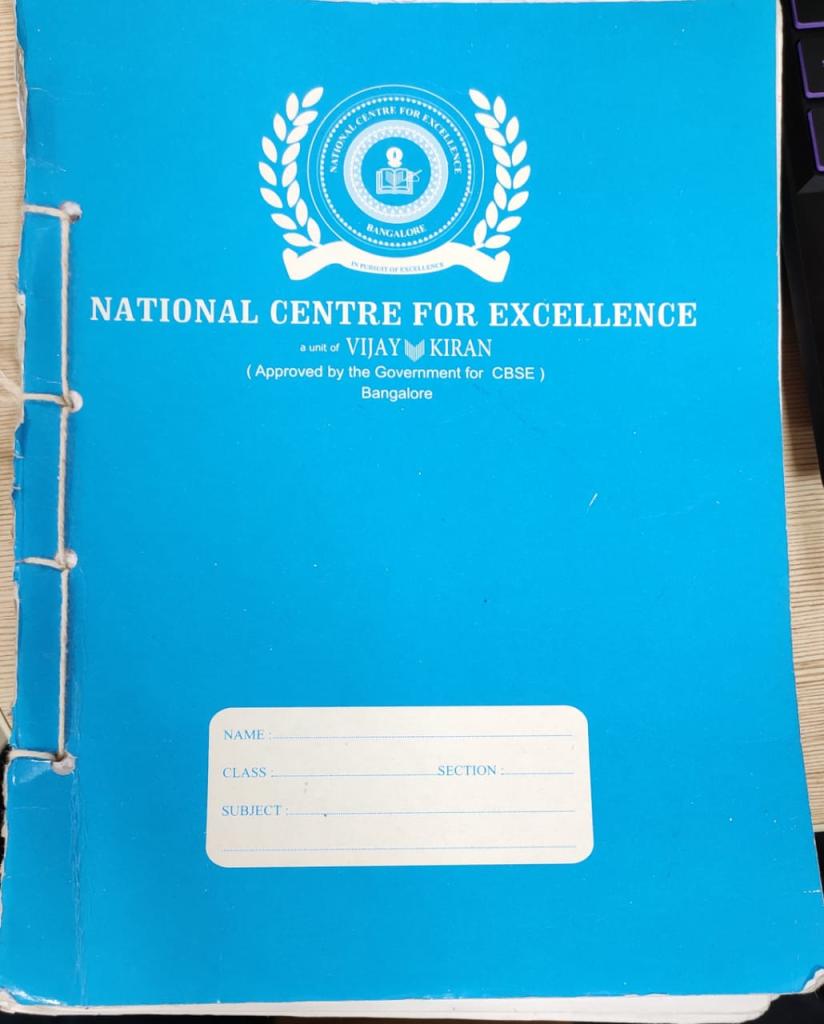 NATIONAL CENTRE FOR EXCELLENCE
BANGALORE
IN PURSUIT OF EXCELLENCE
NATIONAL CENTRE FOR EXCELLENCE
a unit of VIJAY KIRAN
( Approved by the Government for CBSE )
Bangalore
NAME :
CLASS : SECTION :
SUBJECT :